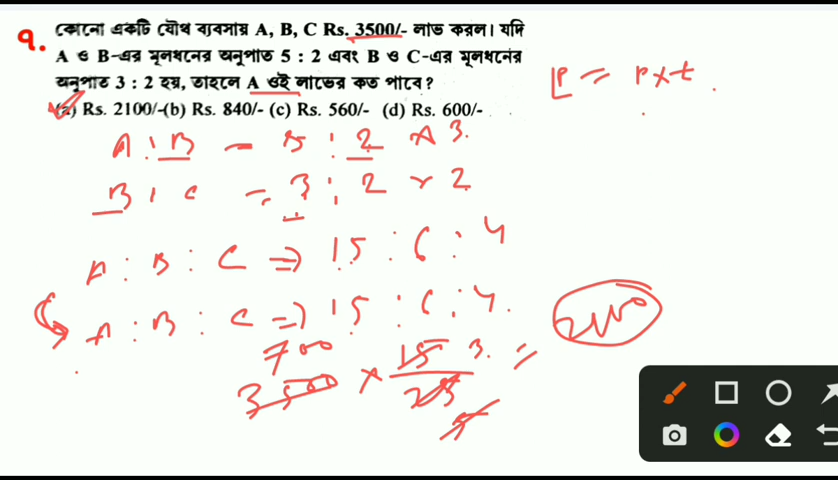 ৭. কোনো একটি যৌথ ব্যবসায় A, B, C Rs. 3500/- লাভ করল। যদি
A ও B-এর মূলধনের অনুপাত 5 : 2 এবং B ও C-এর মূলধনের
অনুপাত 3 : 2 হয়, তাহলে A ওই লাভের কত পাবে?
(a) Rs. 2100/-(b) Rs. 840/- (c) Rs. 560/- (d) Rs. 600/-
P = P×t
A : B = 5 : 2 × 3
B : C = 3 : 2 × 2
A : B : C ⇒ 15 : 6 : 4
A : B : C ⇒ 15 : 6 : 4
700
3500 × 15/25 3 = 2100
5